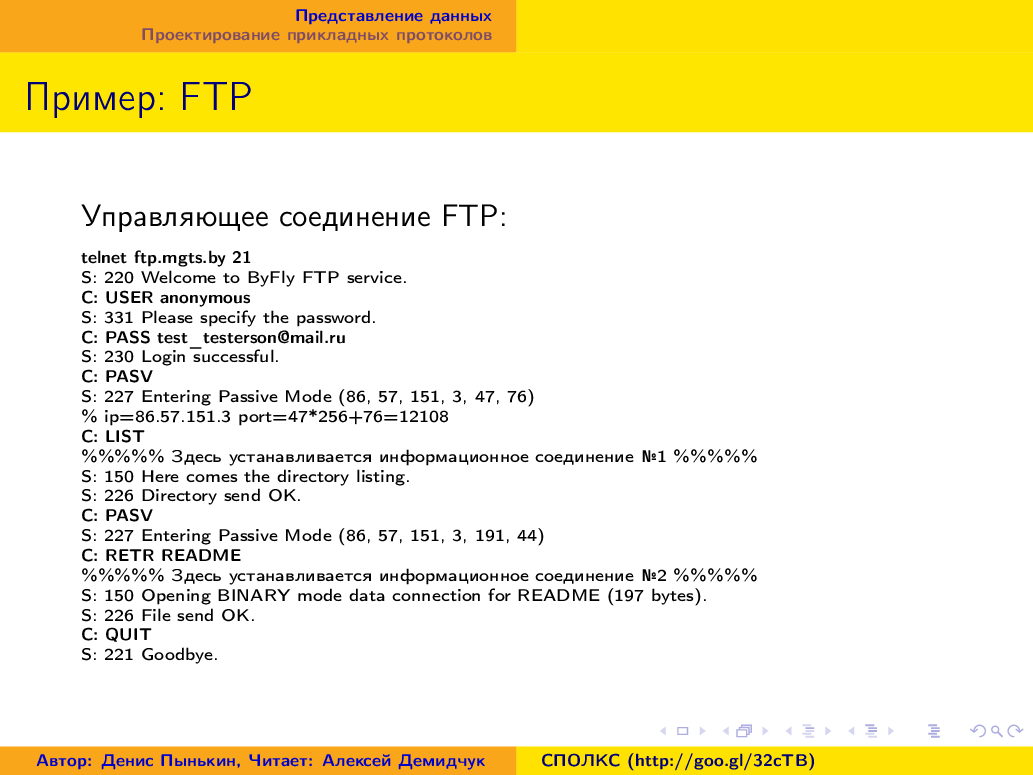 Представление данных
Проектирование прикладных протоколов
Пример: FTP
Управляющее соединение FTP:
telnet ftp.mgts.by 21
S: 220 Welcome to ByFly FTP service.
C: USER anonymous
S: 331 Please specify the password.
C: PASS test_testerson@mail.ru
S: 230 Login successful.
C: PASV
S: 227 Entering Passive Mode (86, 57, 151, 3, 47, 76)
% ip=86.57.151.3 port=47*256+76=12108
C: LIST
%%%%% Здесь устанавливается информационное соединение №1 %%%%%
S: 150 Here comes the directory listing.
S: 226 Directory send OK.
C: PASV
S: 227 Entering Passive Mode (86, 57, 151, 3, 191, 44)
C: RETR README
%%%%% Здесь устанавливается информационное соединение №2 %%%%%
S: 150 Opening BINARY mode data connection for README (197 bytes).
S: 226 File send OK.
C: QUIT
S: 221 Goodbye.
Автор: Денис Пынькин, Читает: Алексей Демидчук
СПОЛКС (http://goo.gl/32cTB)